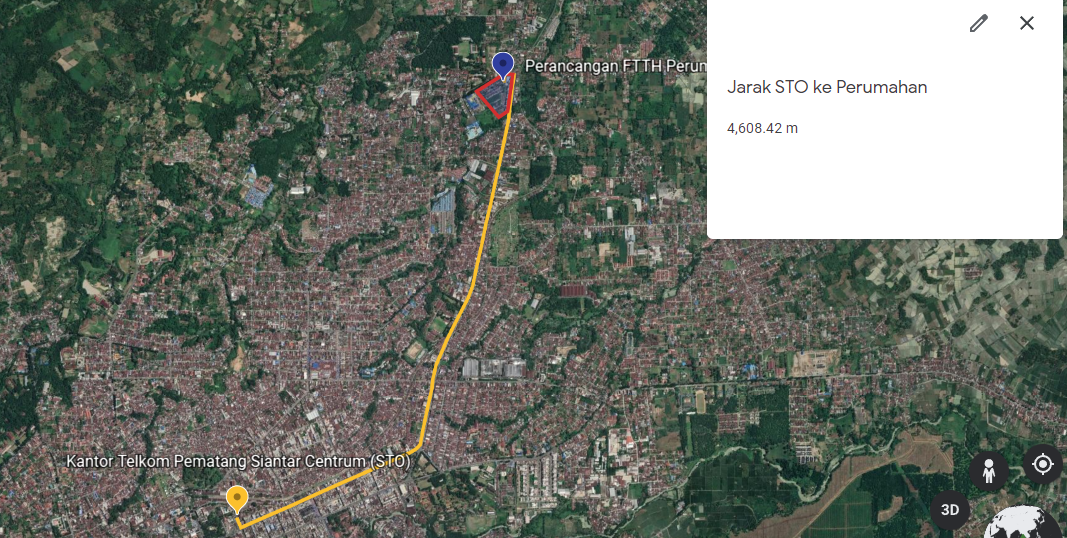 Perancangan FTTH Perum
Jarak STO ke Perumahan
4,608.42 m
Kantor Telkom Pematang Siantar Centrum (STO)
3D